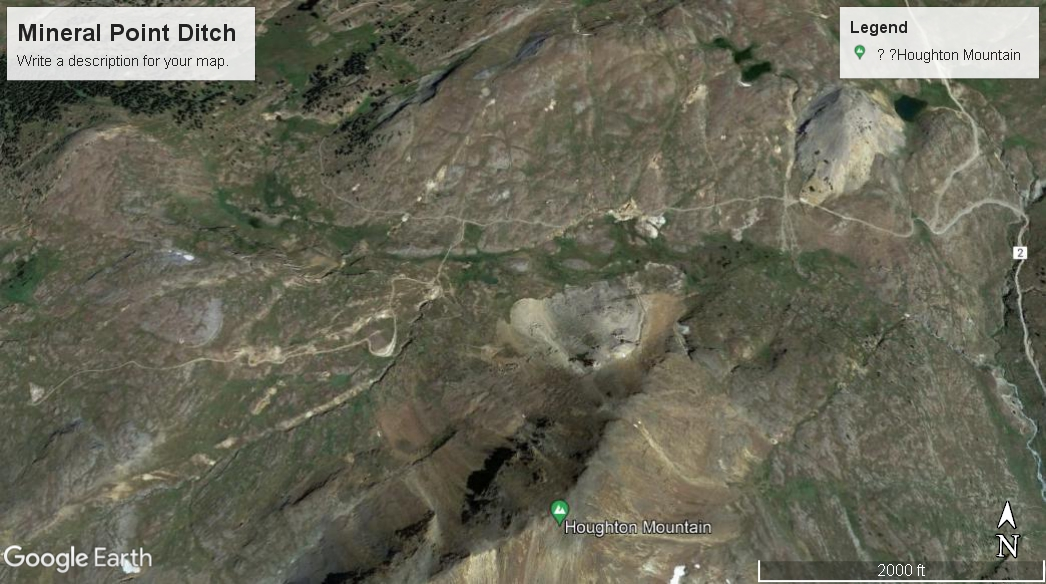 Mineral Point Ditch
Write a description for your map.
Legend
? ?Houghton Mountain
2
Houghton Mountain
N
Google Earth
2000 ft